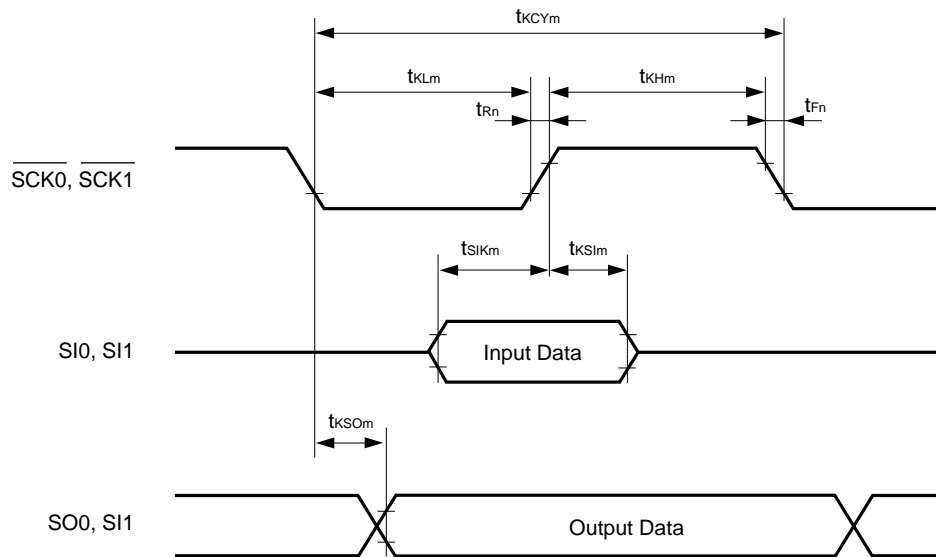 tKCYm
tKLm
tKHm
tRn
tFn
SCK0, SCK1
tSIKm
tKSIm
SI0, SI1
Input Data
tKSOm
SO0, SI1
Output Data